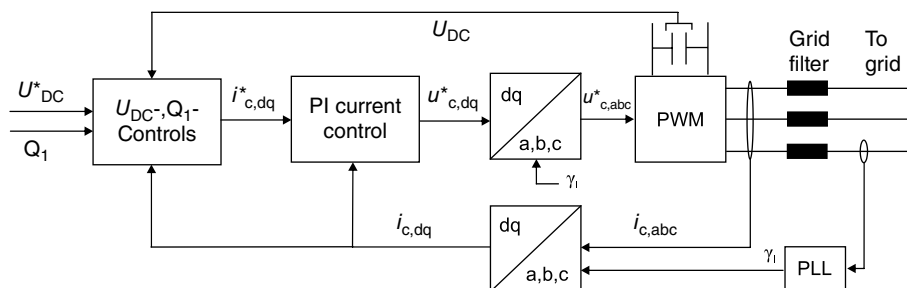 U_DC
Grid
filter
To
grid
U*_DC
Q_1
U_DC-,Q_1-
Controls
i*_c,dq
PI current
control
u*_c,dq
dq
a,b,c
u*_c,abc
PWM
γ_I
i_c,dq
dq
a,b,c
i_c,abc
γ_I
PLL